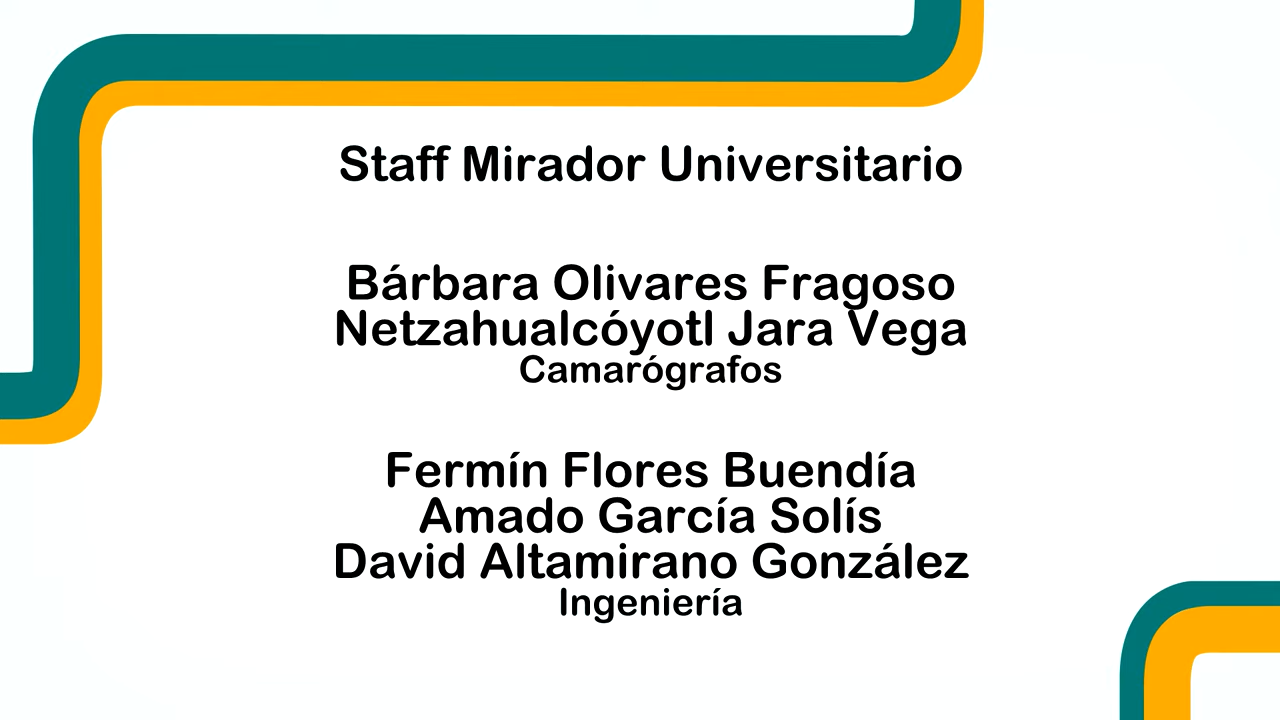 Staff Mirador Universitario
Bárbara Olivares Fragoso
Netzahualcóyotl Jara Vega
Camarógrafos
Fermín Flores Buendía
Amado García Solís
David Altamirano González
Ingeniería